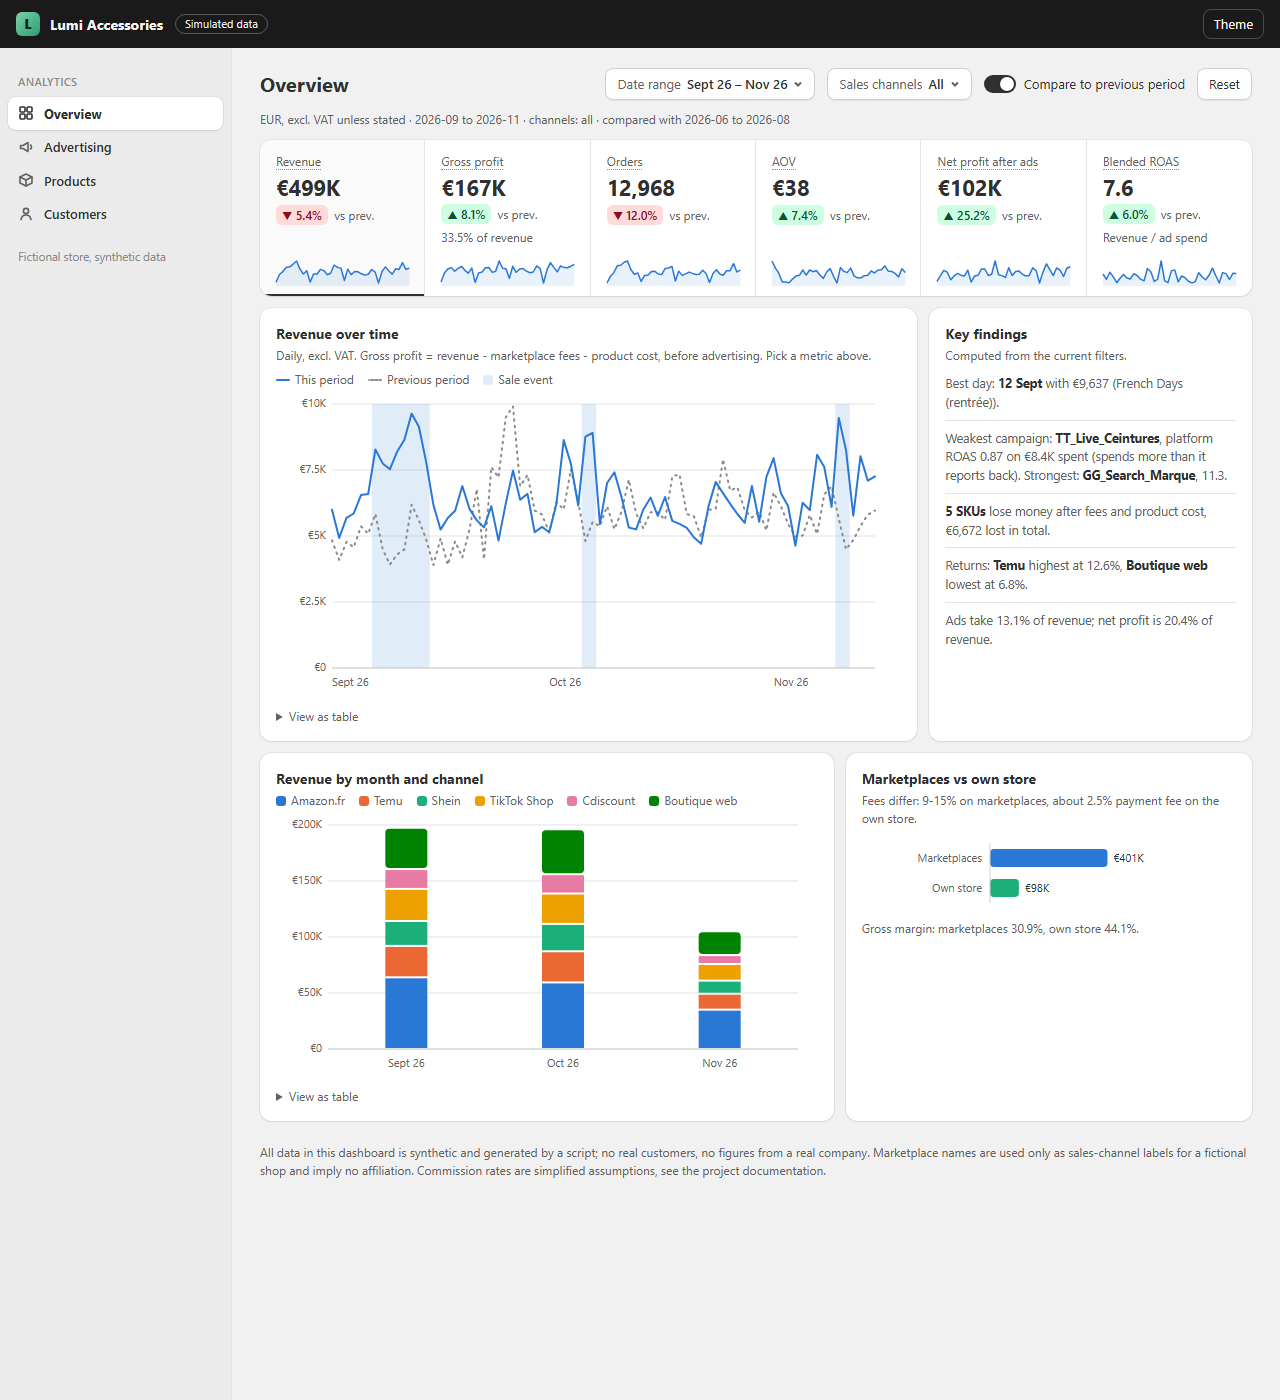 L Lumi Accessories Simulated data Theme
ANALYTICS
Overview
Advertising
Products
Customers
Fictional store, synthetic data
Overview
Date range Sept 26 – Nov 26
Sales channels All
Compare to previous period
Reset
EUR, excl. VAT unless stated · 2026-09 to 2026-11 · channels: all · compared with 2026-06 to 2026-08
Revenue
€499K
▼ 5.4% vs prev.
Gross profit
€167K
▲ 8.1% vs prev.
33.5% of revenue
Orders
12,968
▼ 12.0% vs prev.
AOV
€38
▲ 7.4% vs prev.
Net profit after ads
€102K
▲ 25.2% vs prev.
Blended ROAS
7.6
▲ 6.0% vs prev.
Revenue / ad spend
Revenue over time
Daily, excl. VAT. Gross profit = revenue - marketplace fees - product cost, before advertising. Pick a metric above.
This period Previous period Sale event
€10K
€7.5K
€5K
€2.5K
€0
Sept 26 Oct 26 Nov 26
▶ View as table
Key findings
Computed from the current filters.
Best day: 12 Sept with €9,637 (French Days
(rentrée)).
Weakest campaign: TT_Live_Ceintures, platform
ROAS 0.87 on €8.4K spent (spends more than it
reports back). Strongest: GG_Search_Marque, 11.3.
5 SKUs lose money after fees and product cost,
€6,672 lost in total.
Returns: Temu highest at 12.6%, Boutique web
lowest at 6.8%.
Ads take 13.1% of revenue; net profit is 20.4% of
revenue.
Revenue by month and channel
Amazon.fr Temu Shein TikTok Shop Cdiscount Boutique web
€200K
€150K
€100K
€50K
€0
Sept 26 Oct 26 Nov 26
▶ View as table
Marketplaces vs own store
Fees differ: 9-15% on marketplaces, about 2.5% payment fee on the
own store.
Marketplaces €401K
Own store €98K
Gross margin: marketplaces 30.9%, own store 44.1%.
All data in this dashboard is synthetic and generated by a script; no real customers, no figures from a real company. Marketplace names are used only as sales-channel labels for a fictional
shop and imply no affiliation. Commission rates are simplified assumptions, see the project documentation.